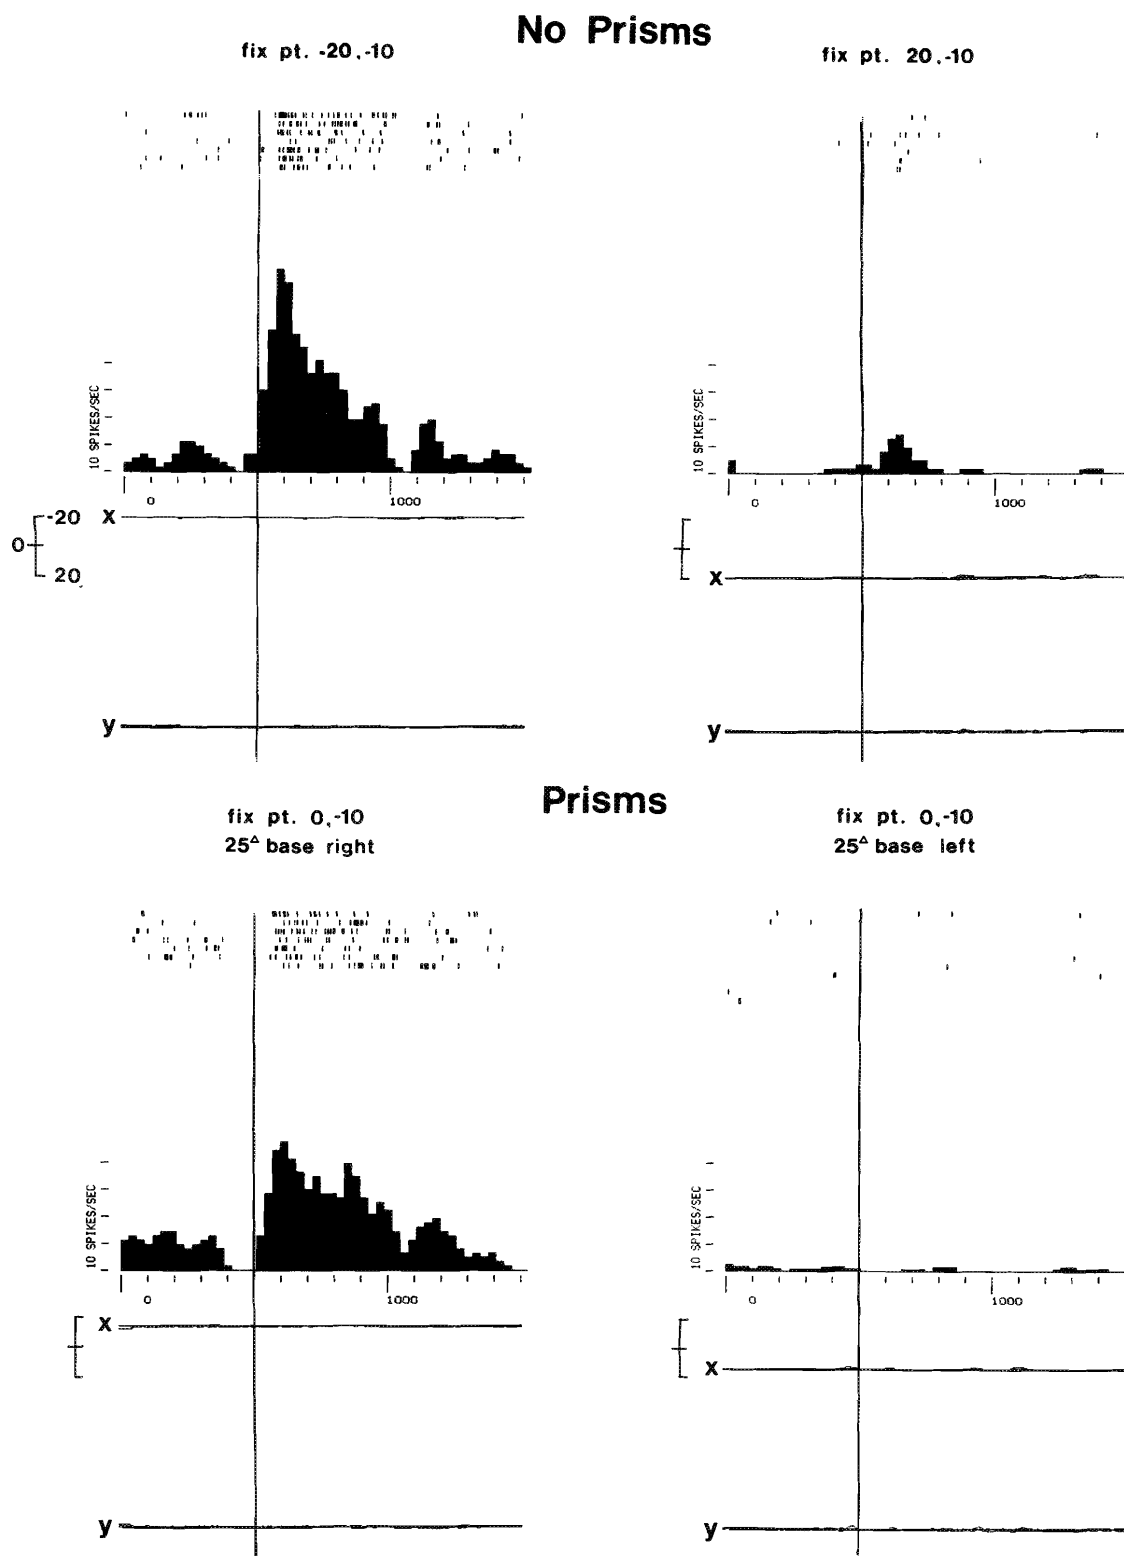 No Prisms
fix pt. -20,-10
fix pt. 20,-10
10 SPIKES/SEC
10 SPIKES/SEC
0
1000
0
1000
-20
0
20
x
x
y
y
Prisms
fix pt. 0,-10
25Δ base right
fix pt. 0,-10
25Δ base left
10 SPIKES/SEC
10 SPIKES/SEC
0
1000
0
1000
x
x
y
y